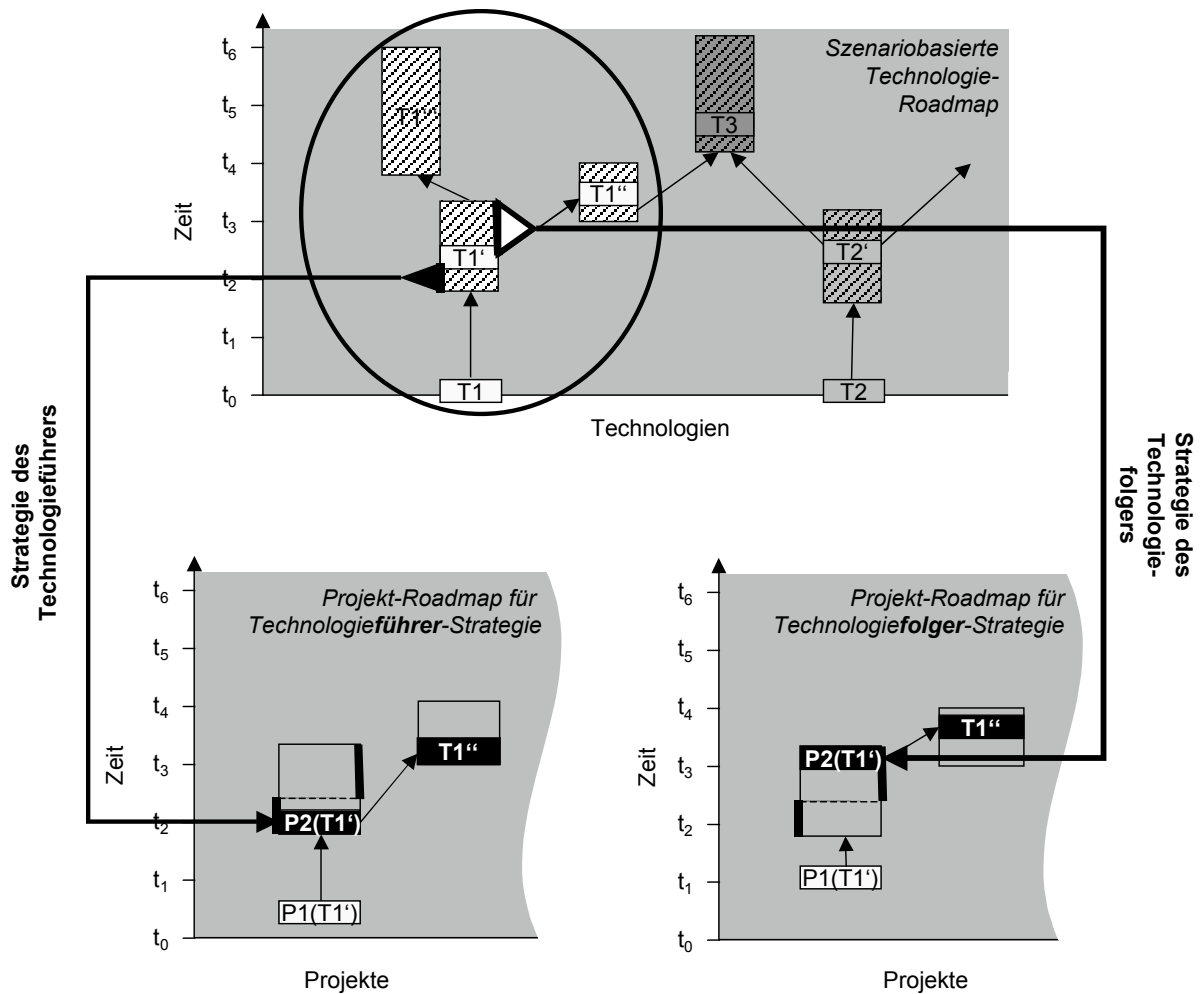 t6
t5
t4
t3
t2
t1
t0
Zeit
Szenariobasierte
Technologie-
Roadmap
T1‘‘‘
T3
T1‘‘
T1‘
T2‘
T1
T2
Technologien
Strategie des
Technologieführers
Strategie des
Technologie-
folgers
t6
t5
t4
t3
t2
t1
t0
Zeit
Projekt-Roadmap für
Technologieführer-Strategie
T1‘‘
P2(T1‘)
P1(T1‘)
Projekte
t6
t5
t4
t3
t2
t1
t0
Zeit
Projekt-Roadmap für
Technologiefolger-Strategie
T1‘‘
P2(T1‘)
P1(T1‘)
Projekte